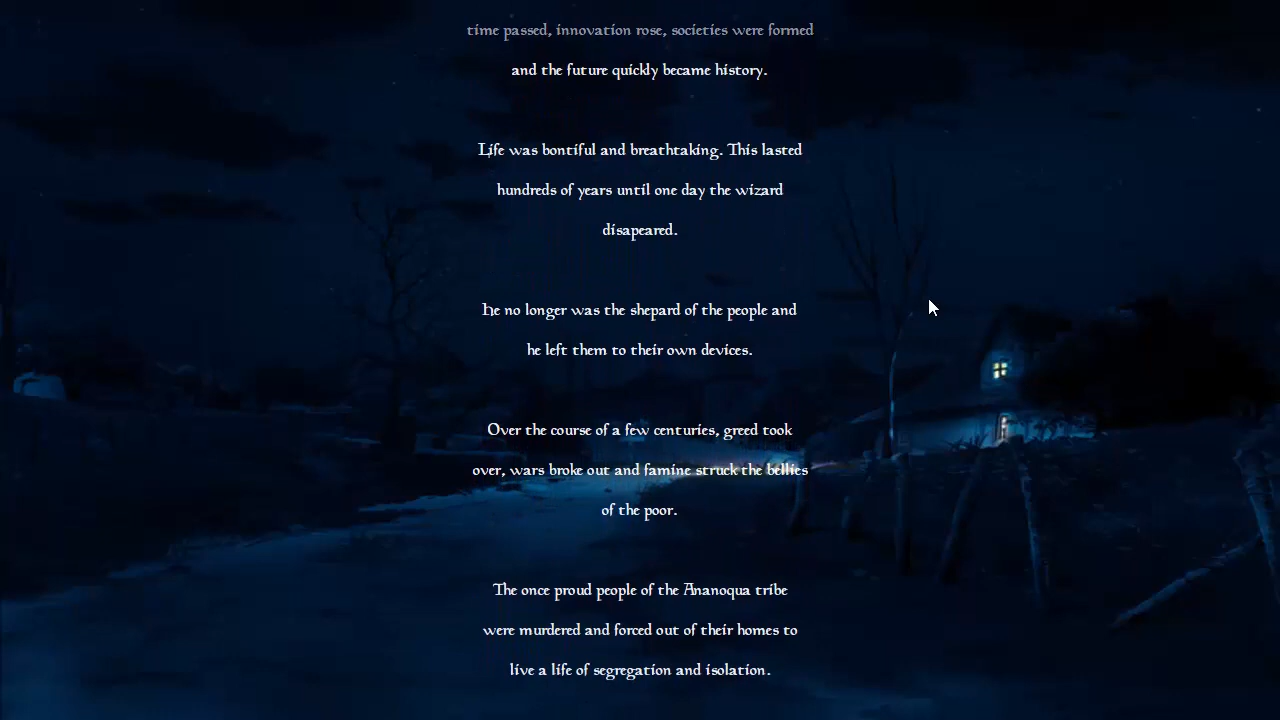 time passed, innovation rose, societies were formed
and the future quickly became history.
Life was bontiful and breathtaking. This lasted
hundreds of years until one day the wizard
disapeared.
He no longer was the shepard of the people and
he left them to their own devices.
Over the course of a few centuries, greed took
over, wars broke out and famine struck the bellies
of the poor.
The once proud people of the Ananoqua tribe
were murdered and forced out of their homes to
live a life of segregation and isolation.